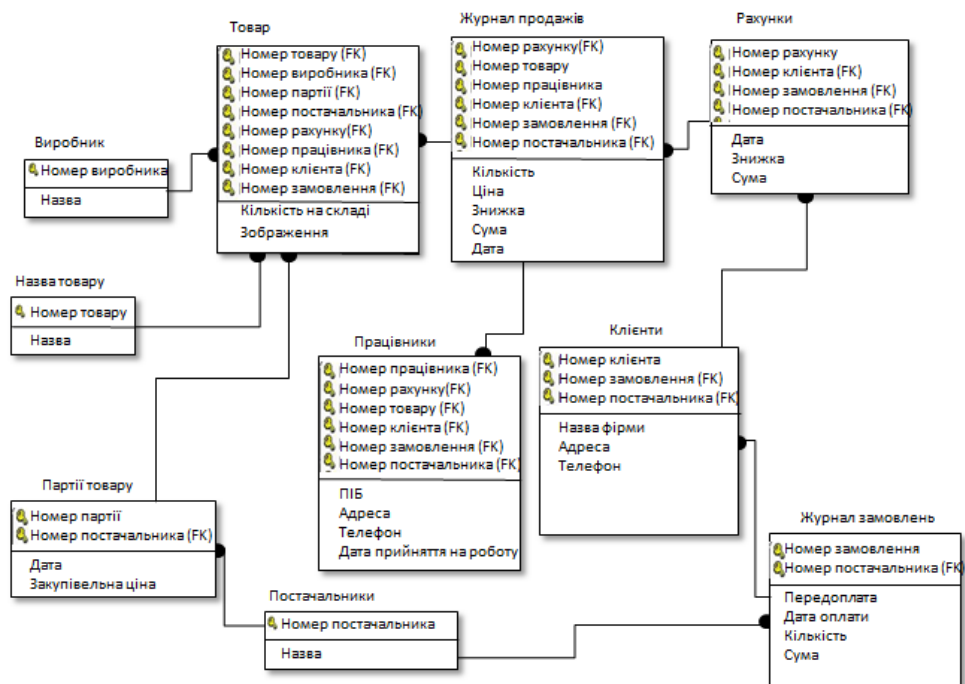 Товар
Номер товару (FK)
Номер виробника (FK)
Номер партії (FK)
Номер постачальника (FK)
Номер рахунку(FK)
Номер працівника (FK)
Номер клієнта (FK)
Номер замовлення (FK)
Кількість на складі
Зображення
Журнал продажів
Номер рахунку(FK)
Номер товару
Номер працівника
Номер клієнта (FK)
Номер замовлення (FK)
Номер постачальника (FK)
Кількість
Ціна
Знижка
Сума
Дата
Рахунки
Номер рахунку
Номер клієнта (FK)
Номер замовлення (FK)
Номер постачальника (FK)
Дата
Знижка
Сума
Виробник
Номер виробника
Назва
Назва товару
Номер товару
Назва
Працівники
Номер працівника (FK)
Номер рахунку(FK)
Номер товару (FK)
Номер клієнта (FK)
Номер замовлення (FK)
Номер постачальника (FK)
ПІБ
Адреса
Телефон
Дата прийняття на роботу
Клієнти
Номер клієнта
Номер замовлення (FK)
Номер постачальника (FK)
Назва фірми
Адреса
Телефон
Партії товару
Номер партії
Номер постачальника (FK)
Дата
Закупівельна ціна
Постачальники
Номер постачальника
Назва
Журнал замовлень
Номер замовлення
Номер постачальника (FK)
Передоплата
Дата оплати
Кількість
Сума